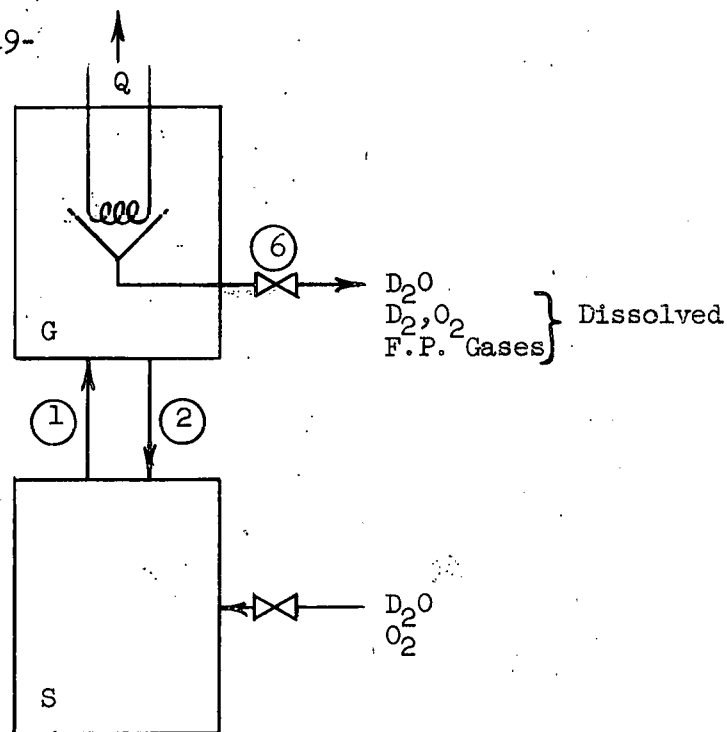 9-
Q
6
D₂O
D₂,O₂
F.P. Gases
Dissolved
G
1
2
D₂O
O₂
S